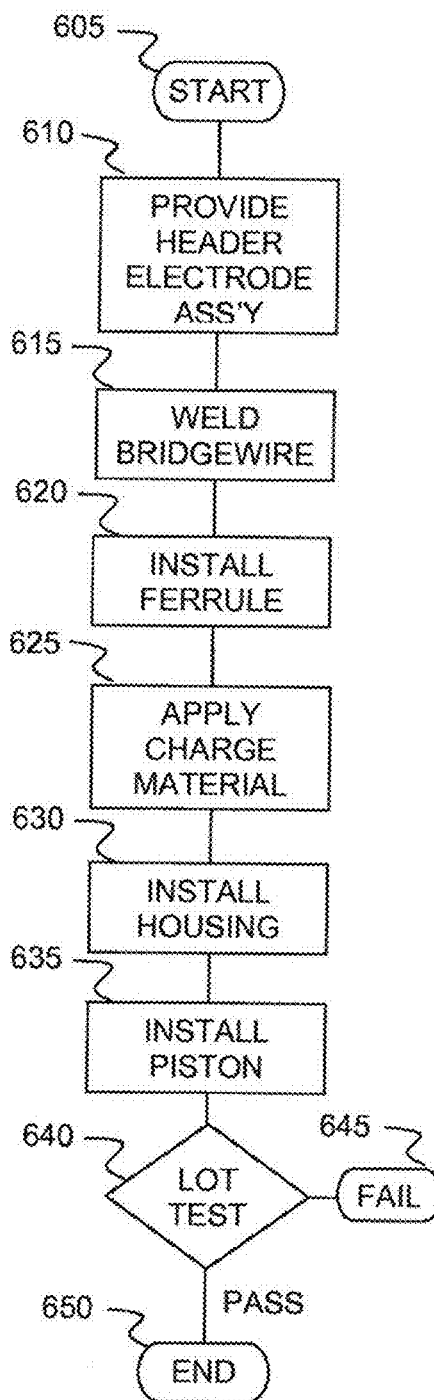 605
START
610
PROVIDE
HEADER
ELECTRODE
ASS'Y
615
WELD
BRIDGEWIRE
620
INSTALL
FERRULE
625
APPLY
CHARGE
MATERIAL
630
INSTALL
HOUSING
635
INSTALL
PISTON
640
LOT
TEST
645
FAIL
PASS
650
END